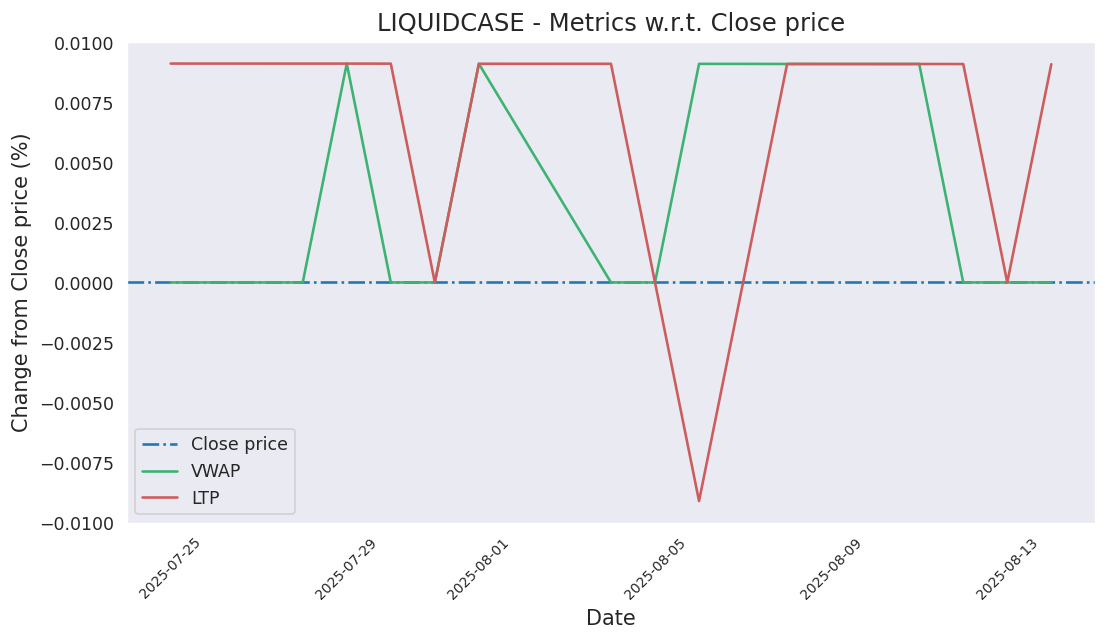 LIQUIDCASE - Metrics w.r.t. Close price
Change from Close price (%)
0.0100
0.0075
0.0050
0.0025
0.0000
−0.0025
−0.0050
−0.0075
−0.0100
Close price
VWAP
LTP
2025-07-25
2025-07-29
2025-08-01
2025-08-05
2025-08-09
2025-08-13
Date